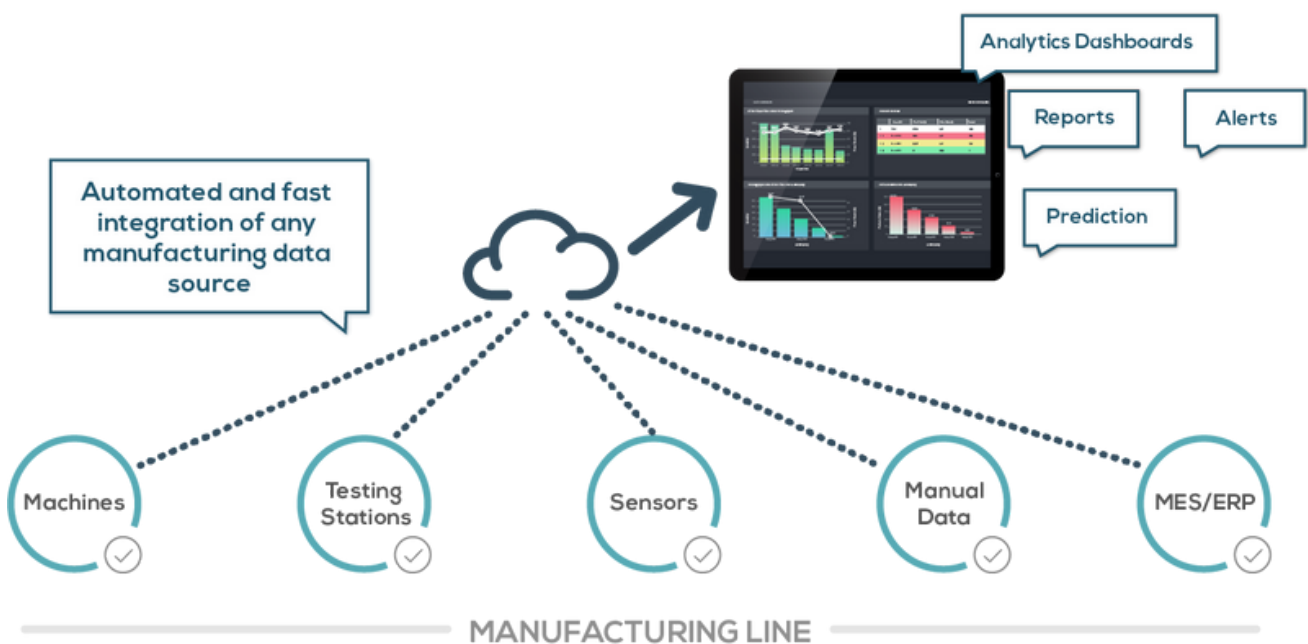 Analytics Dashboards
Reports
Alerts
Prediction
Automated and fast
integration of any
manufacturing data
source
Machines
Testing
Stations
Sensors
Manual
Data
MES/ERP
MANUFACTURING LINE